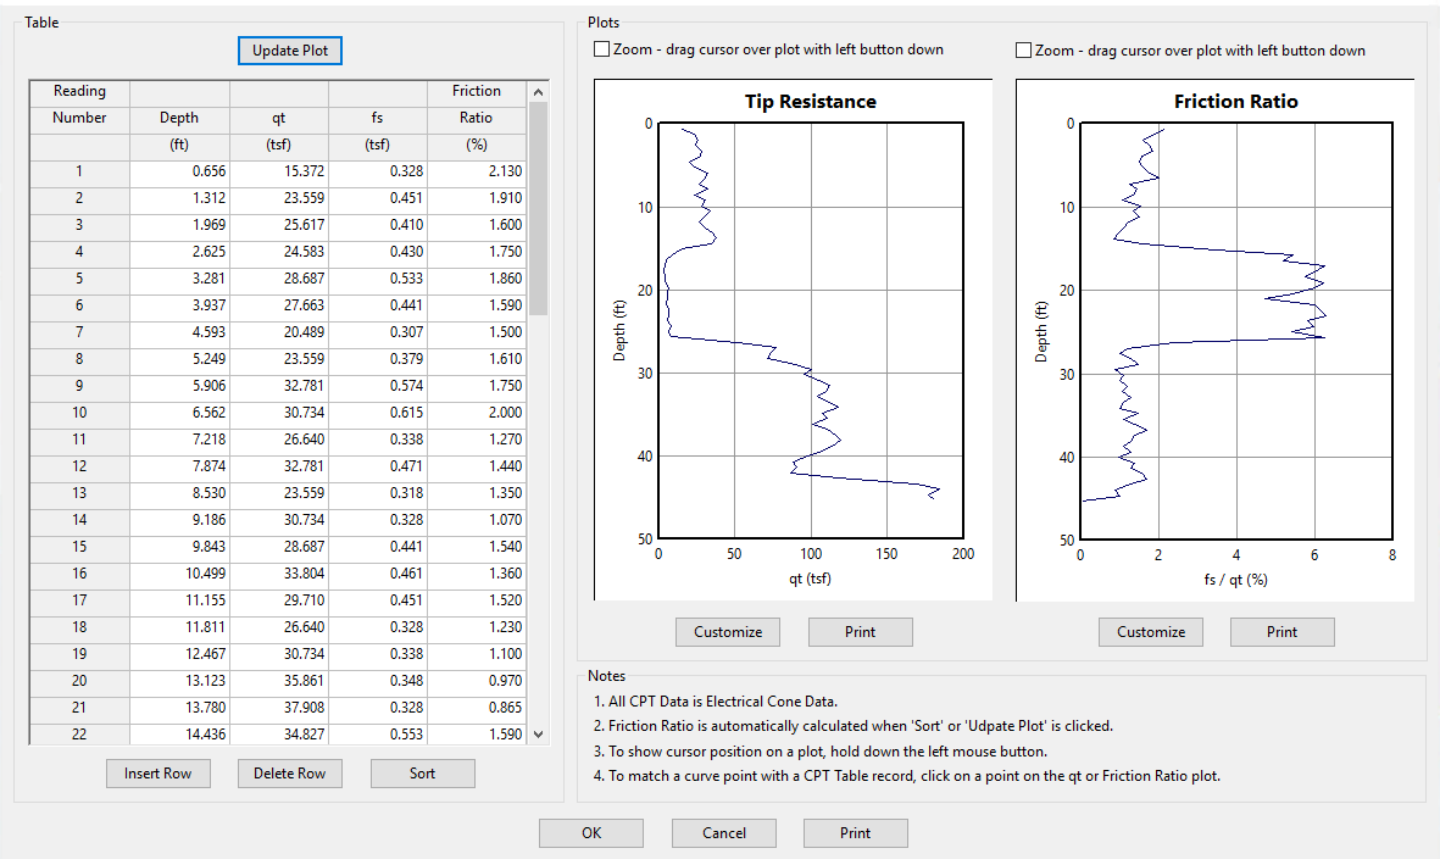 Table
Update Plot
Reading Friction
Number Depth qt fs Ratio
(ft) (tsf) (tsf) (%)
1 0.656 15.372 0.328 2.130
2 1.312 23.559 0.451 1.910
3 1.969 25.617 0.410 1.600
4 2.625 24.583 0.430 1.750
5 3.281 28.687 0.533 1.860
6 3.937 27.663 0.441 1.590
7 4.593 20.489 0.307 1.500
8 5.249 23.559 0.379 1.610
9 5.906 32.781 0.574 1.750
10 6.562 30.734 0.615 2.000
11 7.218 26.640 0.338 1.270
12 7.874 32.781 0.471 1.440
13 8.530 23.559 0.318 1.350
14 9.186 30.734 0.328 1.070
15 9.843 28.687 0.441 1.540
16 10.499 33.804 0.461 1.360
17 11.155 29.710 0.451 1.520
18 11.811 26.640 0.328 1.230
19 12.467 30.734 0.338 1.100
20 13.123 35.861 0.348 0.970
21 13.780 37.908 0.328 0.865
22 14.436 34.827 0.553 1.590
Insert Row Delete Row Sort
Plots
Zoom - drag cursor over plot with left button down
Tip Resistance
0
10
20
30
40
50
Depth (ft)
0 50 100 150 200
qt (tsf)
Customize Print
Zoom - drag cursor over plot with left button down
Friction Ratio
0
10
20
30
40
50
Depth (ft)
0 2 4 6 8
fs / qt (%)
Customize Print
Notes
1. All CPT Data is Electrical Cone Data.
2. Friction Ratio is automatically calculated when 'Sort' or 'Udpate Plot' is clicked.
3. To show cursor position on a plot, hold down the left mouse button.
4. To match a curve point with a CPT Table record, click on a point on the qt or Friction Ratio plot.
OK Cancel Print